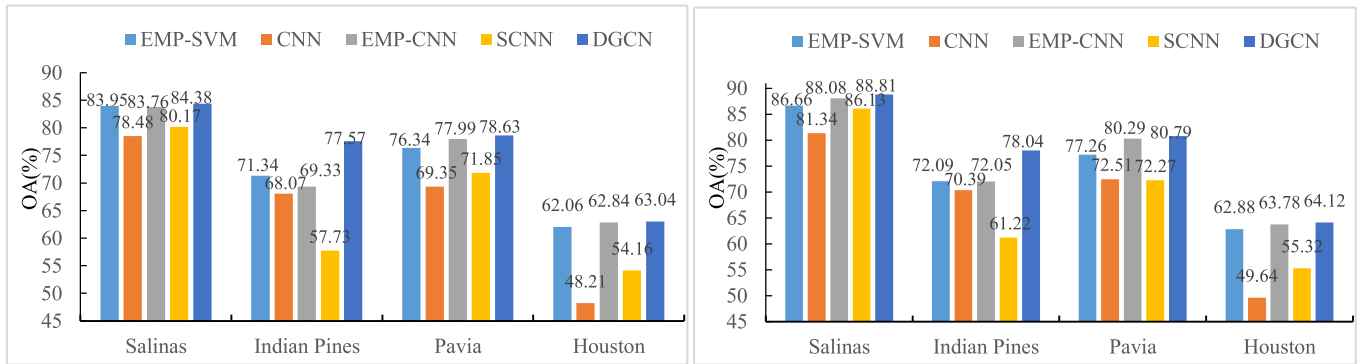 EMP-SVM CNN EMP-CNN SCNN DGCN
OA(%)
90
85
80
75
70
65
60
55
50
45
83.95 78.48 83.76 80.17 84.38
71.34 68.07 69.33 57.73 77.57
76.34 69.35 77.99 71.85 78.63
62.06 48.21 62.84 54.16 63.04
Salinas Indian Pines Pavia Houston
EMP-SVM CNN EMP-CNN SCNN DGCN
OA(%)
90
85
80
75
70
65
60
55
50
45
86.66 81.34 88.08 86.13 88.81
72.09 70.39 72.05 61.22 78.04
77.26 72.51 80.29 72.27 80.79
62.88 49.64 63.78 55.32 64.12
Salinas Indian Pines Pavia Houston